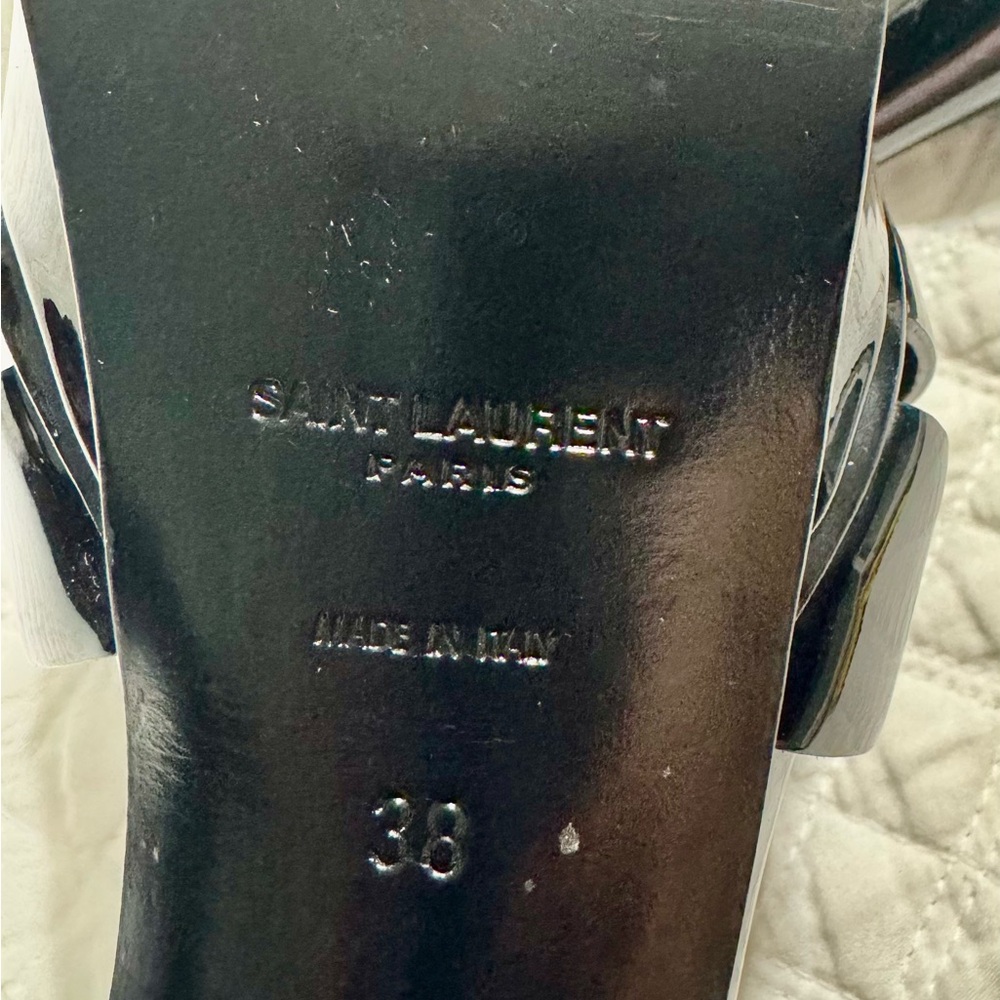 SAINT LAURENT
PARIS
MADE IN ITALY
38